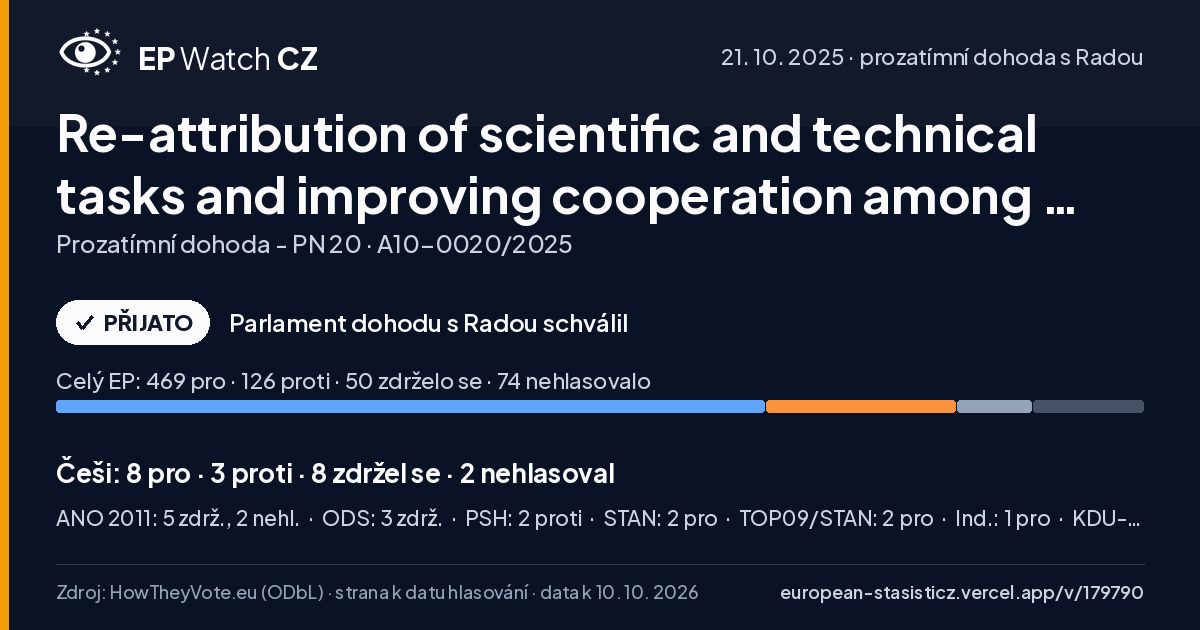 EP Watch CZ
21. 10. 2025 · prozatímní dohoda s Radou
Re-attribution of scientific and technical
tasks and improving cooperation among …
Prozatímní dohoda - PN 20 · A10-0020/2025
✓ PŘIJATO
Parlament dohodu s Radou schválil
Celý EP: 469 pro · 126 proti · 50 zdrželo se · 74 nehlasovalo
Češi: 8 pro · 3 proti · 8 zdržel se · 2 nehlasoval
ANO 2011: 5 zdrž., 2 nehl. · ODS: 3 zdrž. · PSH: 2 proti · STAN: 2 pro · TOP09/STAN: 2 pro · Ind.: 1 pro · KDU-…
Zdroj: HowTheyVote.eu (ODbL) · strana k datu hlasování · data k 10. 10. 2026
european-stasisticz.vercel.app/v/179790